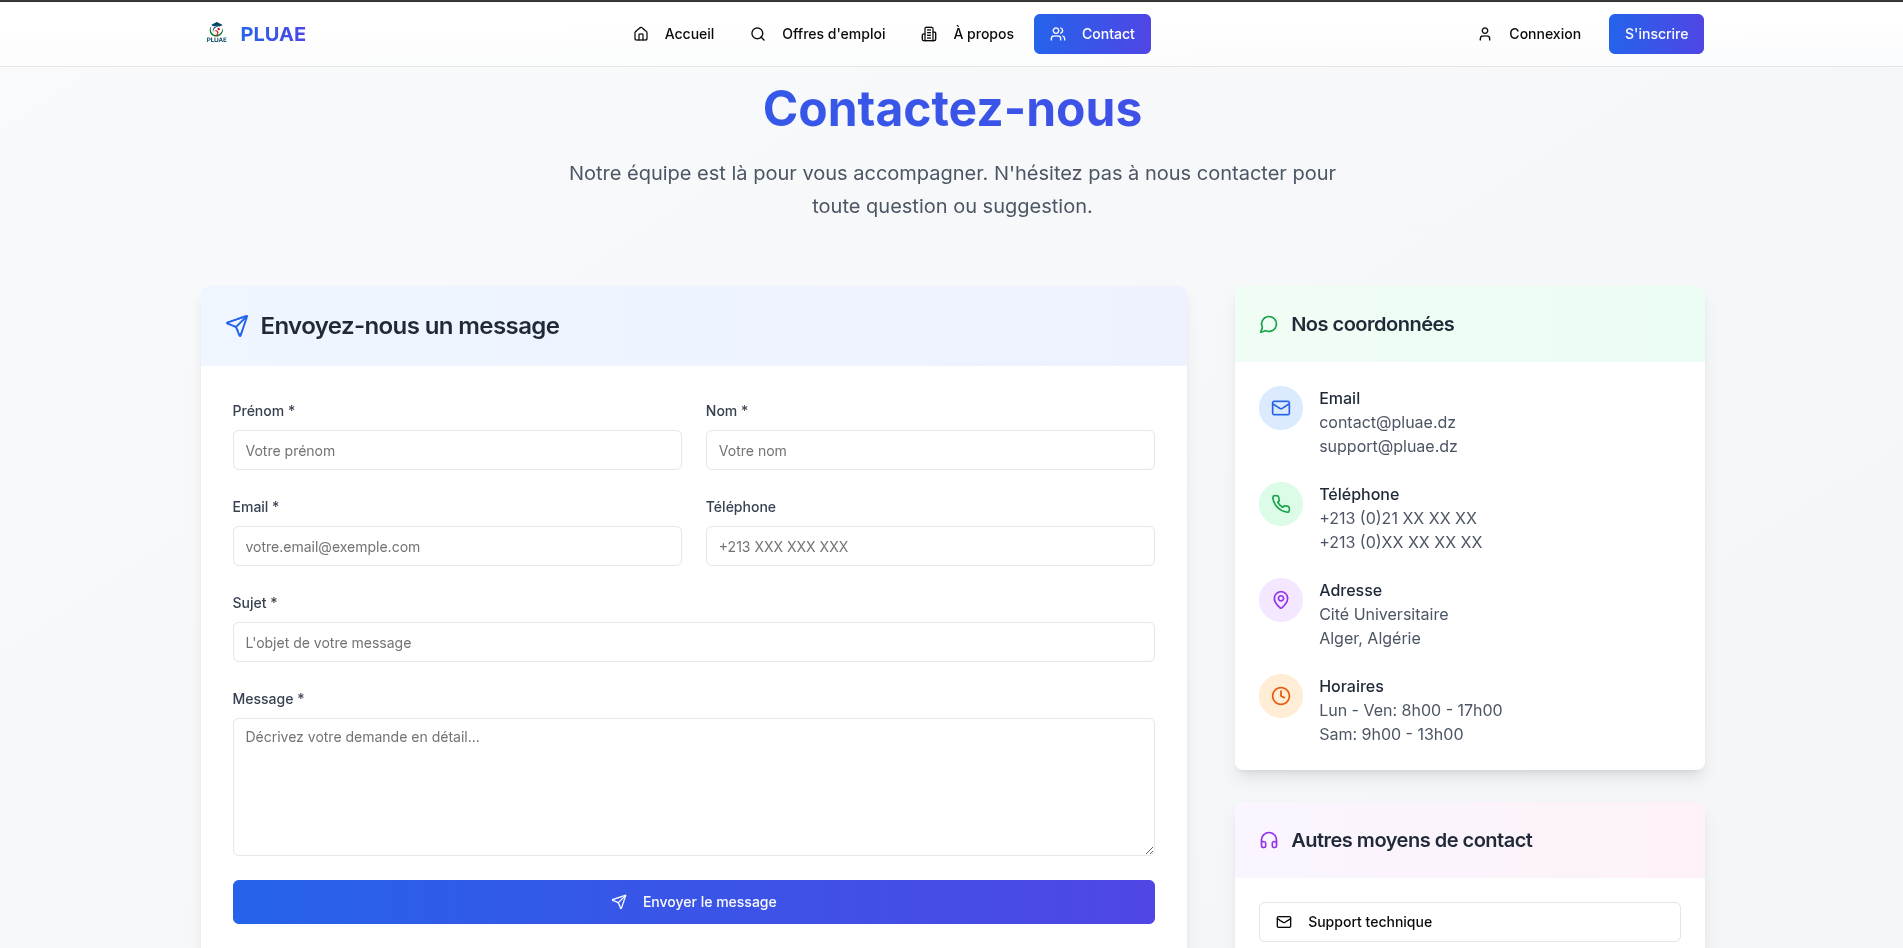 PLUAE
PLUAE
Accueil
Offres d'emploi
À propos
Contact
Connexion
S'inscrire
Contactez-nous
Notre équipe est là pour vous accompagner. N'hésitez pas à nous contacter pour
toute question ou suggestion.
Envoyez-nous un message
Prénom *
Votre prénom
Nom *
Votre nom
Email *
votre.email@exemple.com
Téléphone
+213 XXX XXX XXX
Sujet *
L'objet de votre message
Message *
Décrivez votre demande en détail...
Envoyer le message
Nos coordonnées
Email
contact@pluae.dz
support@pluae.dz
Téléphone
+213 (0)21 XX XX XX
+213 (0)XX XX XX XX
Adresse
Cité Universitaire
Alger, Algérie
Horaires
Lun - Ven: 8h00 - 17h00
Sam: 9h00 - 13h00
Autres moyens de contact
Support technique